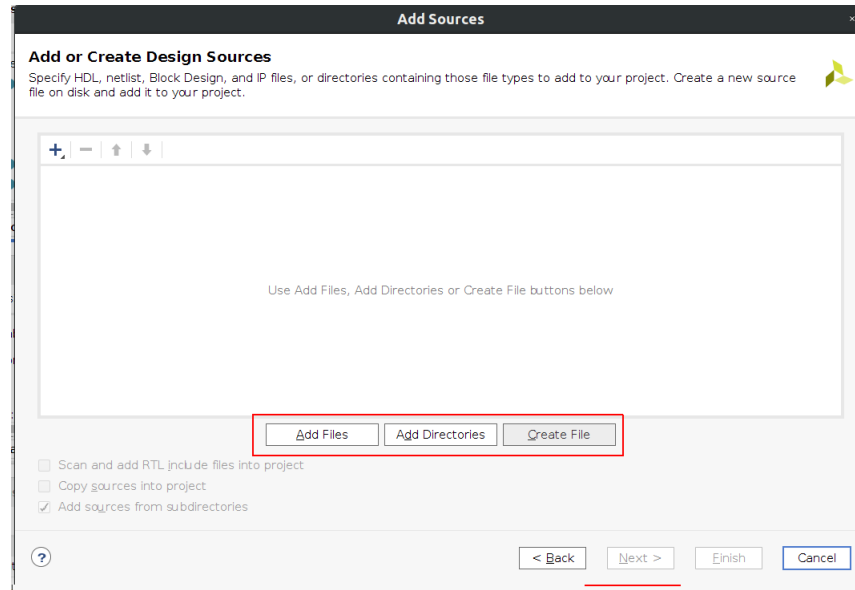 Add Sources
Add or Create Design Sources
Specify HDL, netlist, Block Design, and IP files, or directories containing those file types to add to your project. Create a new source
file on disk and add it to your project.
Use Add Files, Add Directories or Create File buttons below
Add Files Add Directories Create File
Scan and add RTL include files into project
Copy sources into project
Add sources from subdirectories
? < Back Next > Finish Cancel